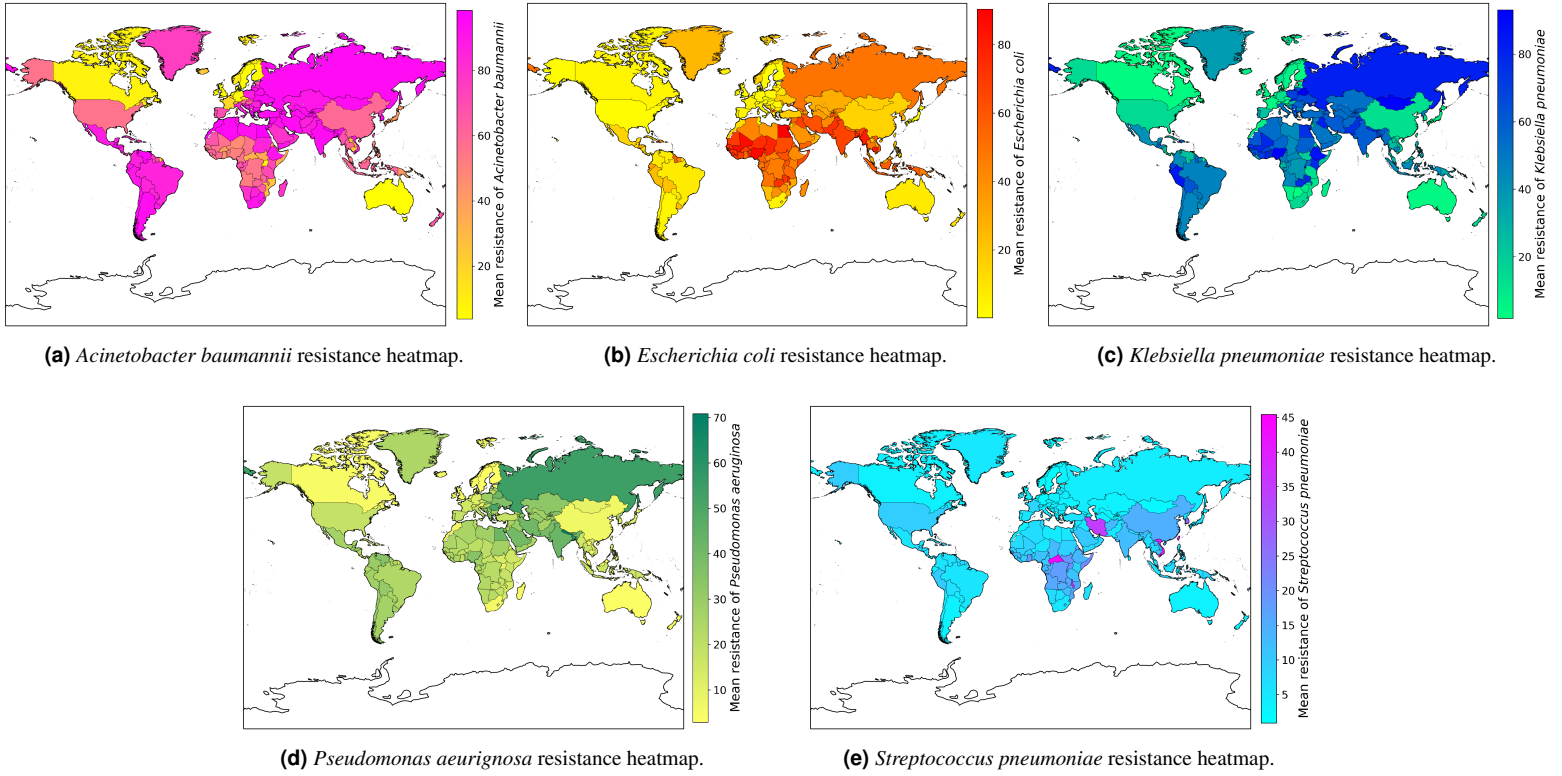 80
60
40
20
Mean resistance of Acinetobacter baumannii
80
60
40
20
Mean resistance of Escherichia coli
80
60
40
20
Mean resistance of Klebsiella pneumoniae
(a) Acinetobacter baumannii resistance heatmap.
(b) Escherichia coli resistance heatmap.
(c) Klebsiella pneumoniae resistance heatmap.
70
60
50
40
30
20
10
Mean resistance of Pseudomonas aeruginosa
45
40
35
30
25
20
15
10
5
Mean resistance of Streptococcus pneumoniae
(d) Pseudomonas aeurignosa resistance heatmap.
(e) Streptococcus pneumoniae resistance heatmap.